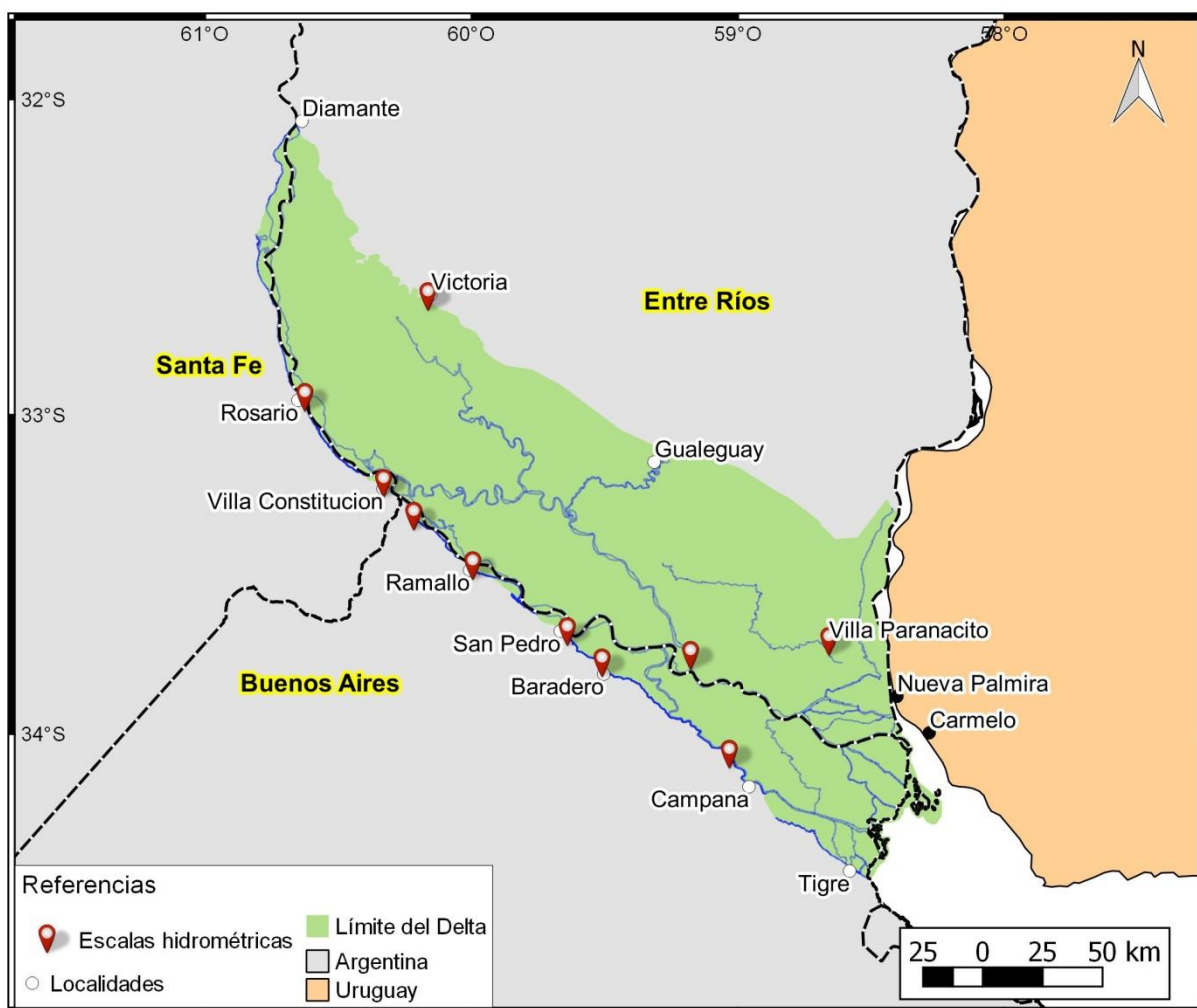 61°O
60°O
59°O
58°O
N
32°S
Diamante
Victoria
Entre Ríos
Santa Fe
33°S
Rosario
Gualeguay
Villa Constitucion
Ramallo
San Pedro
Villa Paranacito
Baradero
Buenos Aires
Nueva Palmira
Carmelo
34°S
Campana
Tigre
Referencias
Escalas hidrométricas
Localidades
Límite del Delta
Argentina
Uruguay
25 0 25 50 km